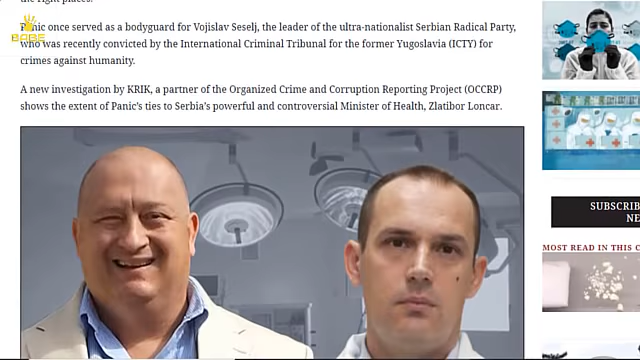 the right places.
Panic once served as a bodyguard for Vojislav Seselj, the leader of the ultra-nationalist Serbian Radical Party,
who was recently convicted by the International Criminal Tribunal for the former Yugoslavia (ICTY) for
crimes against humanity.
A new investigation by KRIK, a partner of the Organized Crime and Corruption Reporting Project (OCCRP)
shows the extent of Panic's ties to Serbia's powerful and controversial Minister of Health, Zlatibor Loncar.
BABE
SUBSCRIB
NE
MOST READ IN THIS C